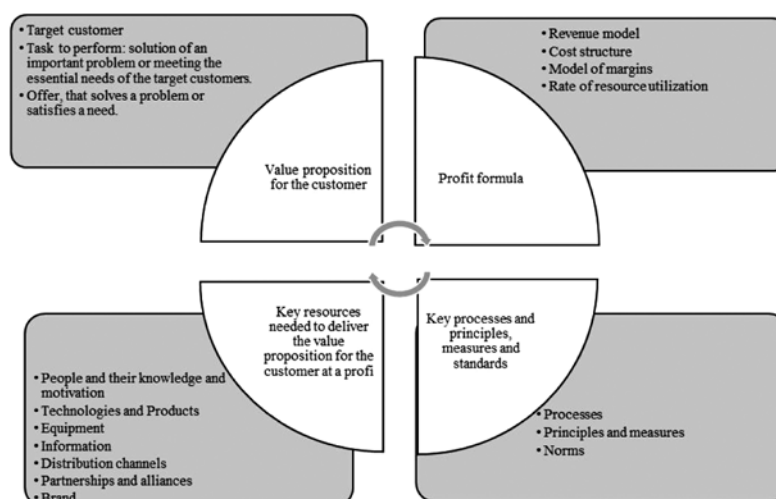 • Target customer
• Task to perform: solution of an
important problem or meeting the
essential needs of the target customers.
• Offer, that solves a problem or
satisfies a need.
• Revenue model
• Cost structure
• Model of margins
• Rate of resource utilization
Value proposition
for the customer
Profit formula
Key resources
needed to deliver
the value
proposition for the
customer at a profi
Key processes and
principles,
measures and
standards
• People and their knowledge and
motivation
• Technologies and Products
• Equipment
• Information
• Distribution channels
• Partnerships and alliances
• Brand
• Processes
• Principles and measures
• Norms